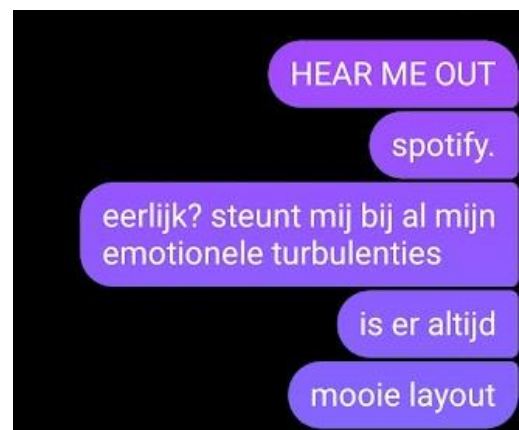 HEAR ME OUT
spotify.
eerlijk? steunt mij bij al mijn
emotionele turbulenties
is er altijd
mooie layout